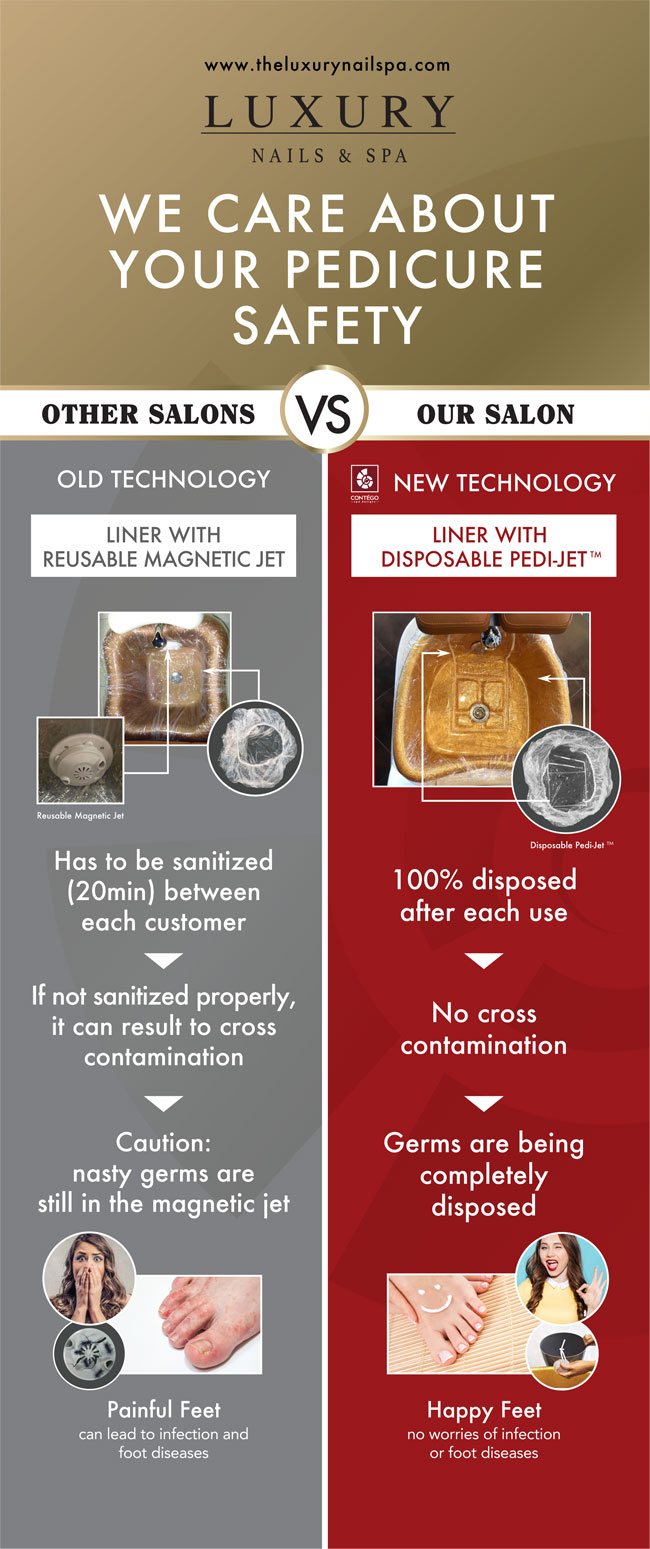 www.theluxurynailspa.com
LUXURY
NAILS & SPA
WE CARE ABOUT
YOUR PEDICURE
SAFETY
OTHER SALONS
VS
OUR SALON
OLD TECHNOLOGY
LINER WITH
REUSABLE MAGNETIC JET
Reusable Magnetic Jet
Has to be sanitized
(20min) between
each customer
If not sanitized properly,
it can result to cross
contamination
Caution:
nasty germs are
still in the magnetic jet
Painful Feet
can lead to infection and
foot diseases
CONTÉGO
NEW TECHNOLOGY
LINER WITH
DISPOSABLE PEDI-JET™
Disposable Pedi-Jet ™
100% disposed
after each use
No cross
contamination
Germs are being
completely
disposed
Happy Feet
no worries of infection
or foot diseases